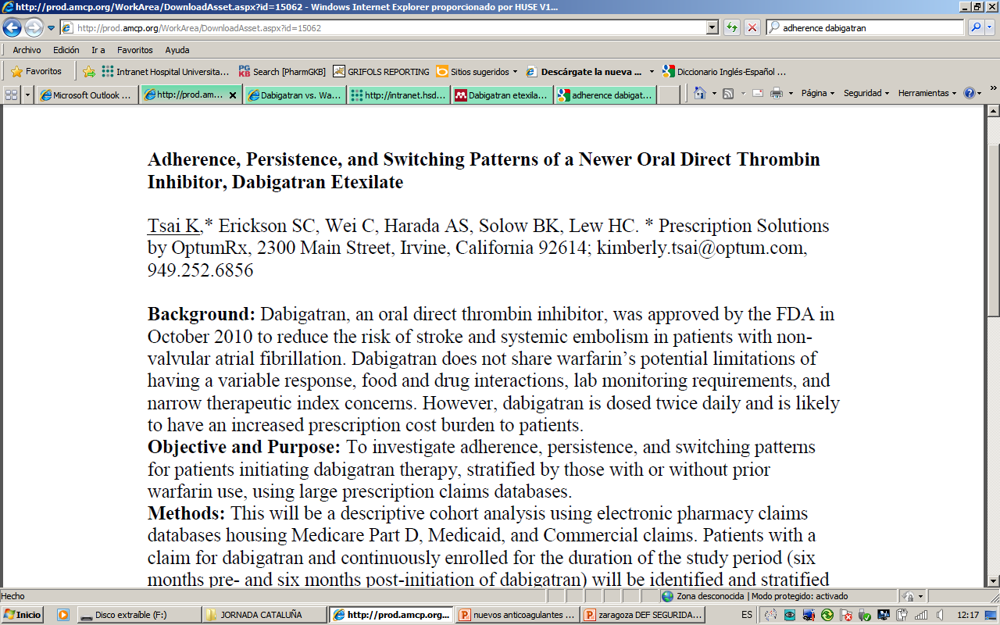 http://prod.amcp.org/WorkArea/DownloadAsset.aspx?id=15062 - Windows Internet Explorer proporcionado por HUSE V1...
http://prod.amcp.org/WorkArea/DownloadAsset.aspx?id=15062
adherence dabigatran
Archivo Edición Ir a Favoritos Ayuda
Favoritos Intranet Hospital Universita... PG KB Search [PharmGKB] GRIFOLS REPORTING Sitios sugeridos Descárgate la nueva ... Diccionario Inglés-Español ...
Microsoft Outlook ... http://prod.am... Dabigatran vs. Wa... http://intranet.hsd... Dabigatran etexila... adherence dabigat... Página Seguridad Herramientas »
Adherence, Persistence, and Switching Patterns of a Newer Oral Direct Thrombin
Inhibitor, Dabigatran Etexilate
Tsai K,* Erickson SC, Wei C, Harada AS, Solow BK, Lew HC. * Prescription Solutions
by OptumRx, 2300 Main Street, Irvine, California 92614; kimberly.tsai@optum.com,
949.252.6856
Background: Dabigatran, an oral direct thrombin inhibitor, was approved by the FDA in
October 2010 to reduce the risk of stroke and systemic embolism in patients with non-
valvular atrial fibrillation. Dabigatran does not share warfarin’s potential limitations of
having a variable response, food and drug interactions, lab monitoring requirements, and
narrow therapeutic index concerns. However, dabigatran is dosed twice daily and is likely
to have an increased prescription cost burden to patients.
Objective and Purpose: To investigate adherence, persistence, and switching patterns
for patients initiating dabigatran therapy, stratified by those with or without prior
warfarin use, using large prescription claims databases.
Methods: This will be a descriptive cohort analysis using electronic pharmacy claims
databases housing Medicare Part D, Medicaid, and Commercial claims. Patients with a
claim for dabigatran and continuously enrolled for the duration of the study period (six
months pre- and six months post-initiation of dabigatran) will be identified and stratified
Hecho Zona desconocida | Modo protegido: activado
Inicio Disco extraíble (F:) JORNADA CATALUÑA http://prod.amcp.org... nuevos anticoagulantes ... zaragoza DEF SEGURIDA... ES 12:17